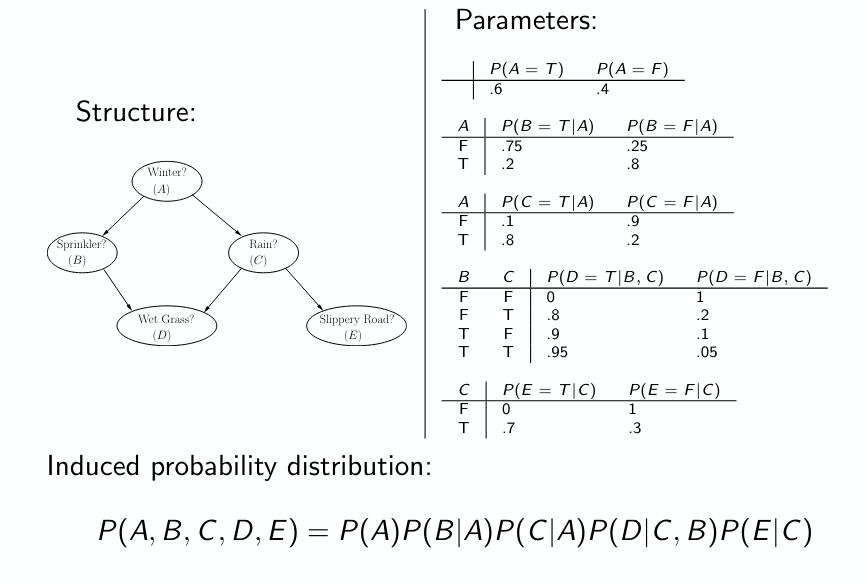 Structure:
Winter?
(A)
Sprinkler?
(B)
Rain?
(C)
Wet Grass?
(D)
Slippery Road?
(E)
Parameters:
P(A = T) P(A = F)
.6 .4
A P(B = T|A) P(B = F|A)
F .75 .25
T .2 .8
A P(C = T|A) P(C = F|A)
F .1 .9
T .8 .2
B C P(D = T|B, C) P(D = F|B, C)
F F 0 1
F T .8 .2
T F .9 .1
T T .95 .05
C P(E = T|C) P(E = F|C)
F 0 1
T .7 .3
Induced probability distribution:
P(A, B, C, D, E) = P(A)P(B|A)P(C|A)P(D|C, B)P(E|C)